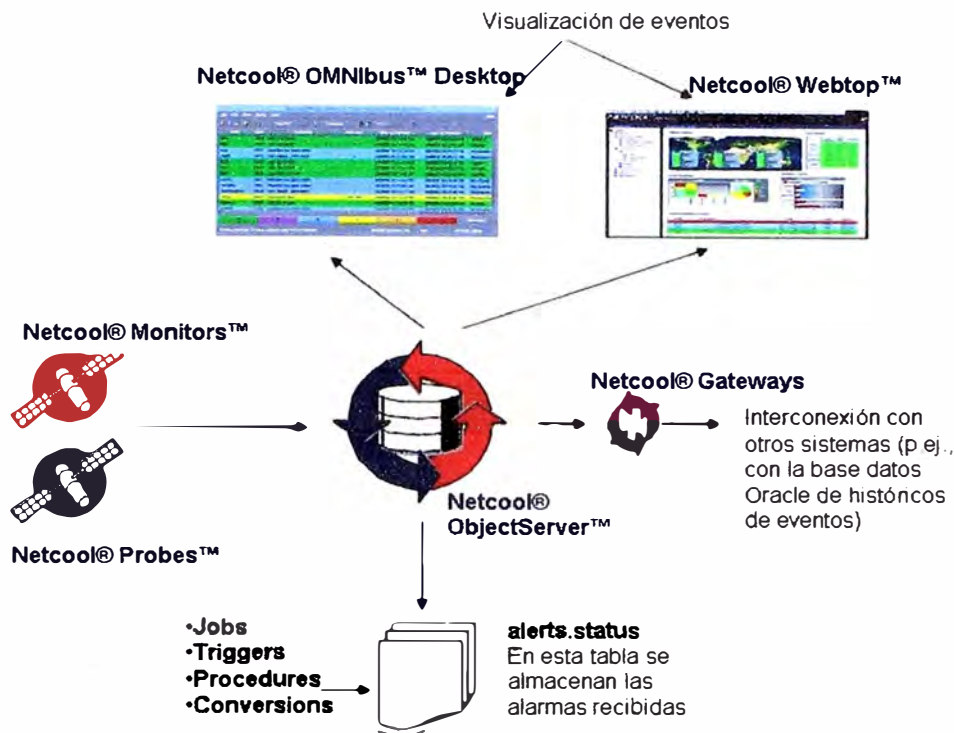 Visualización de eventos
Netcool® OMNIbus™ Desktop
Netcool® Webtop™
Netcool® Monitors™
Netcool® Gateways
Interconexión con
otros sistemas (p.ej.,
con la base datos
Oracle de históricos
de eventos)
Netcool®
ObjectServer™
Netcool® Probes™
•Jobs
•Triggers
•Procedures
•Conversions
alerts.status
En esta tabla se
almacenan las
alarmas recibidas